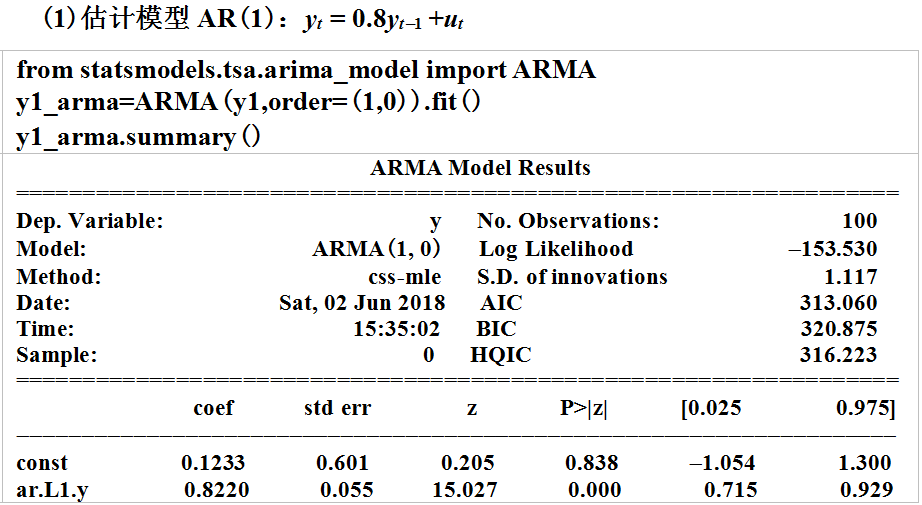 (1)估计模型AR(1)：yt = 0.8yt–1 +ut
from statsmodels.tsa.arima_model import ARMA
y1_arma=ARMA(y1,order=(1,0)).fit()
y1_arma.summary()
ARMA Model Results
==============================================================================
Dep. Variable: y No. Observations: 100
Model: ARMA(1, 0) Log Likelihood –153.530
Method: css-mle S.D. of innovations 1.117
Date: Sat, 02 Jun 2018 AIC 313.060
Time: 15:35:02 BIC 320.875
Sample: 0 HQIC 316.223
==============================================================================
coef std err z P>|z| [0.025 0.975]
------------------------------------------------------------------------------
const 0.1233 0.601 0.205 0.838 –1.054 1.300
ar.L1.y 0.8220 0.055 15.027 0.000 0.715 0.929